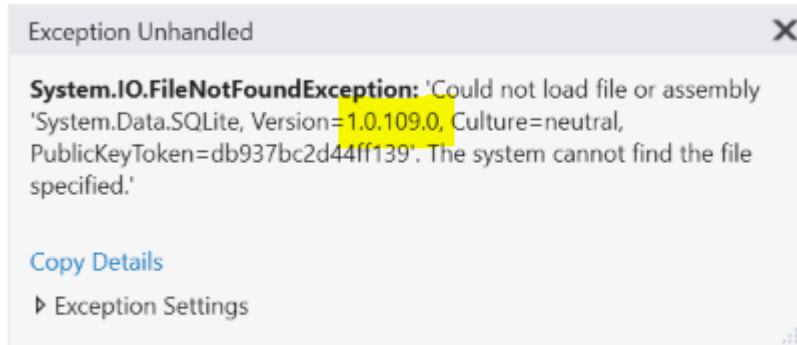 Exception Unhandled
System.IO.FileNotFoundException: 'Could not load file or assembly
'System.Data.SQLite, Version=1.0.109.0, Culture=neutral,
PublicKeyToken=db937bc2d44ff139'. The system cannot find the file
specified.'
Copy Details
Exception Settings